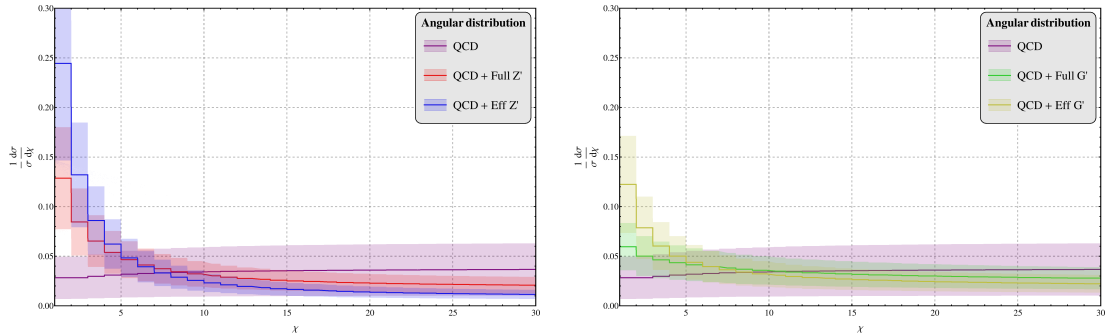 Angular distribution
QCD
QCD + Full Z'
QCD + Eff Z'
0.30
0.25
0.20
0.15
0.10
0.05
0.00
1/σ dσ/dχ
5
10
15
20
25
30
χ
Angular distribution
QCD
QCD + Full G'
QCD + Eff G'
0.30
0.25
0.20
0.15
0.10
0.05
0.00
1/σ dσ/dχ
5
10
15
20
25
30
χ